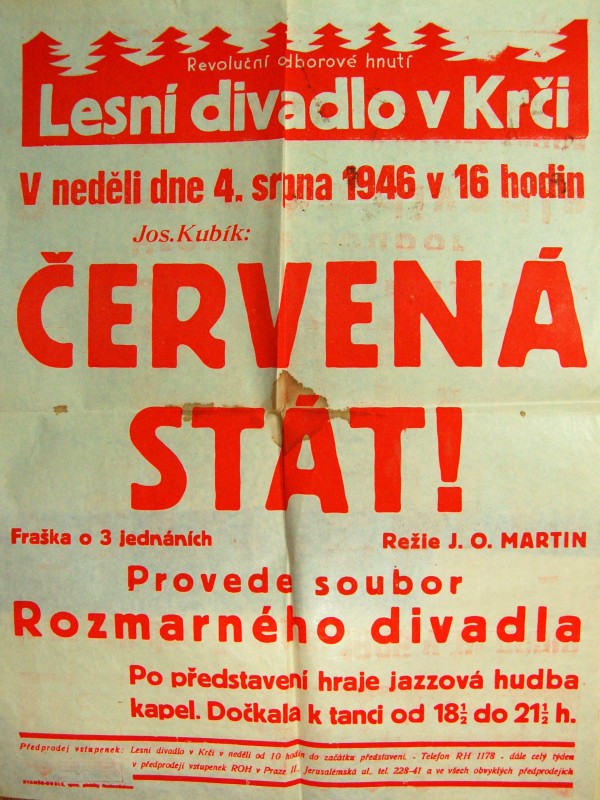 Revoluční odborové hnutí
Lesní divadlo v Krči
V neděli dne 4. srpna 1946 v 16 hodin
Jos. Kubík:
ČERVENÁ
STÁT!
Fraška o 3 jednáních Režie J. O. MARTIN
Provede soubor
Rozmarného divadla
Po představení hraje jazzová hudba
kapel. Dočkala k tanci od 18½ do 21½ h.
Předprodej vstupenek: Lesní divadlo v Krči v neděli od 10 hodin do začátku představení. - Telefon RH 1178 - dále celý týden
v předprodeji vstupenek ROH v Praze II., Jerusalémská ul., tel. 228-41 a ve všech obvyklých předprodejích